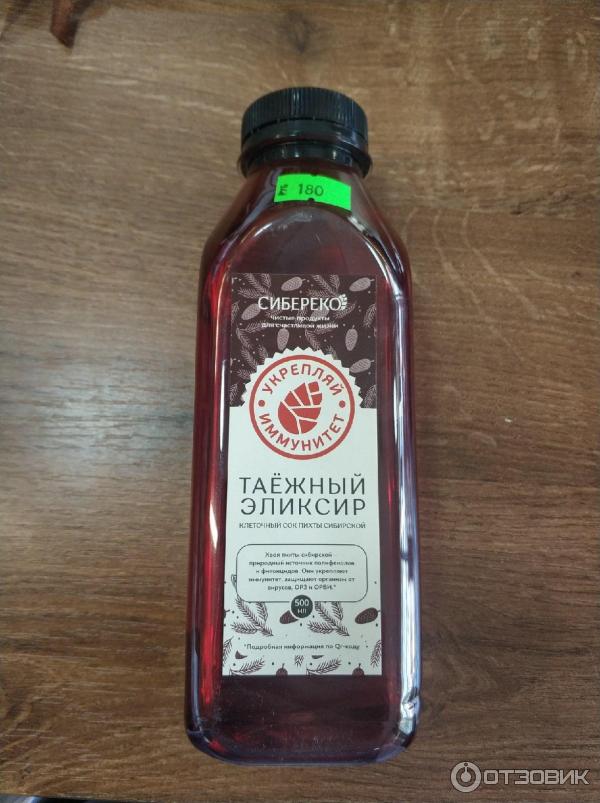 180
СИБЕРЕКО
чистые продукты
для счастливой жизни
УКРЕПЛЯЙ
ИММУНИТЕТ
ТАЁЖНЫЙ
ЭЛИКСИР
КЛЕТОЧНЫЙ СОК ПИХТЫ СИБИРСКОЙ
Хвоя пихты сибирской
природный источник полифенолов
и фитонцидов. Они укрепляют
иммунитет, защищают организм от
вирусов, ОРЗ и ОРВИ.*
500
мл
*Подробная информация по Qr-коду
ОТЗОВИК